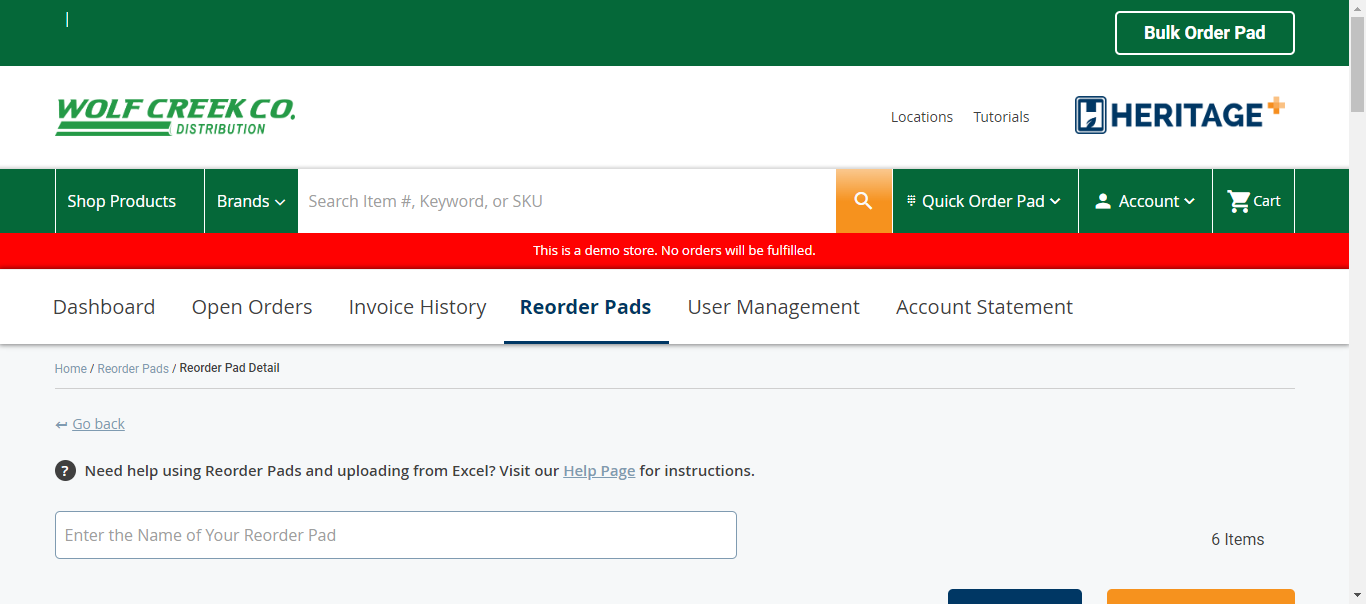 Bulk Order Pad
WOLF CREEK CO.
DISTRIBUTION
Locations Tutorials
HERITAGE+
Shop Products Brands Search Item #, Keyword, or SKU Quick Order Pad Account Cart
This is a demo store. No orders will be fulfilled.
Dashboard Open Orders Invoice History Reorder Pads User Management Account Statement
Home / Reorder Pads / Reorder Pad Detail
Go back
? Need help using Reorder Pads and uploading from Excel? Visit our Help Page for instructions.
Enter the Name of Your Reorder Pad
6 Items